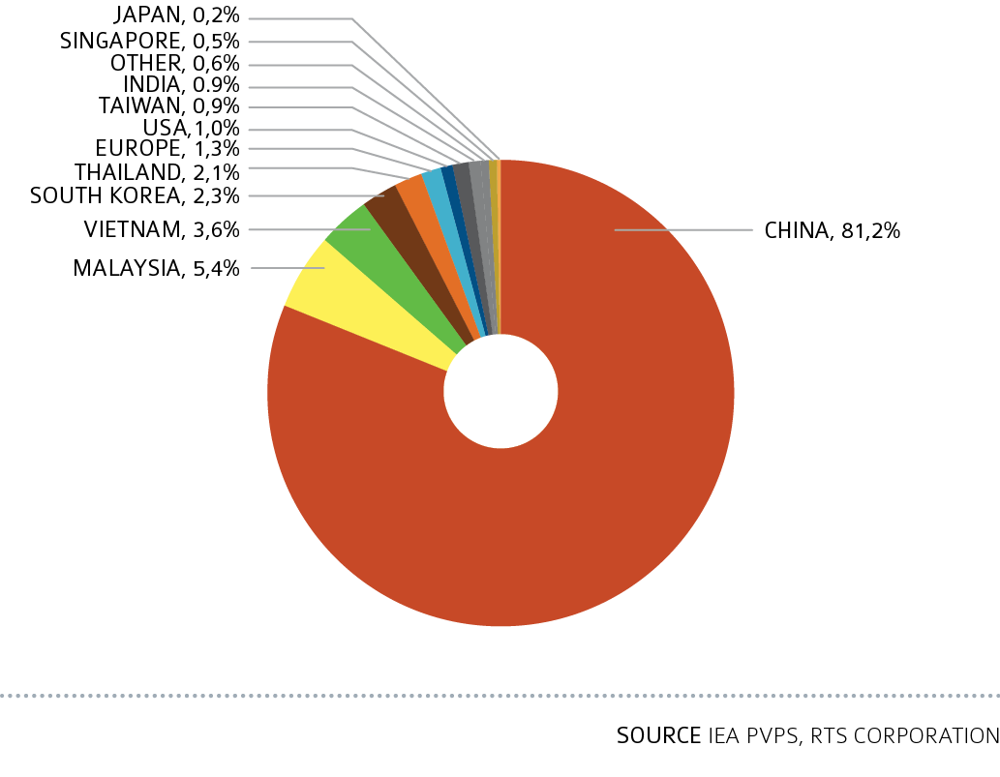 JAPAN, 0,2%
SINGAPORE, 0,5%
OTHER, 0,6%
INDIA, 0.9%
TAIWAN, 0,9%
USA,1,0%
EUROPE, 1,3%
THAILAND, 2,1%
SOUTH KOREA, 2,3%
VIETNAM, 3,6%
CHINA, 81,2%
MALAYSIA, 5,4%
SOURCE IEA PVPS, RTS CORPORATION